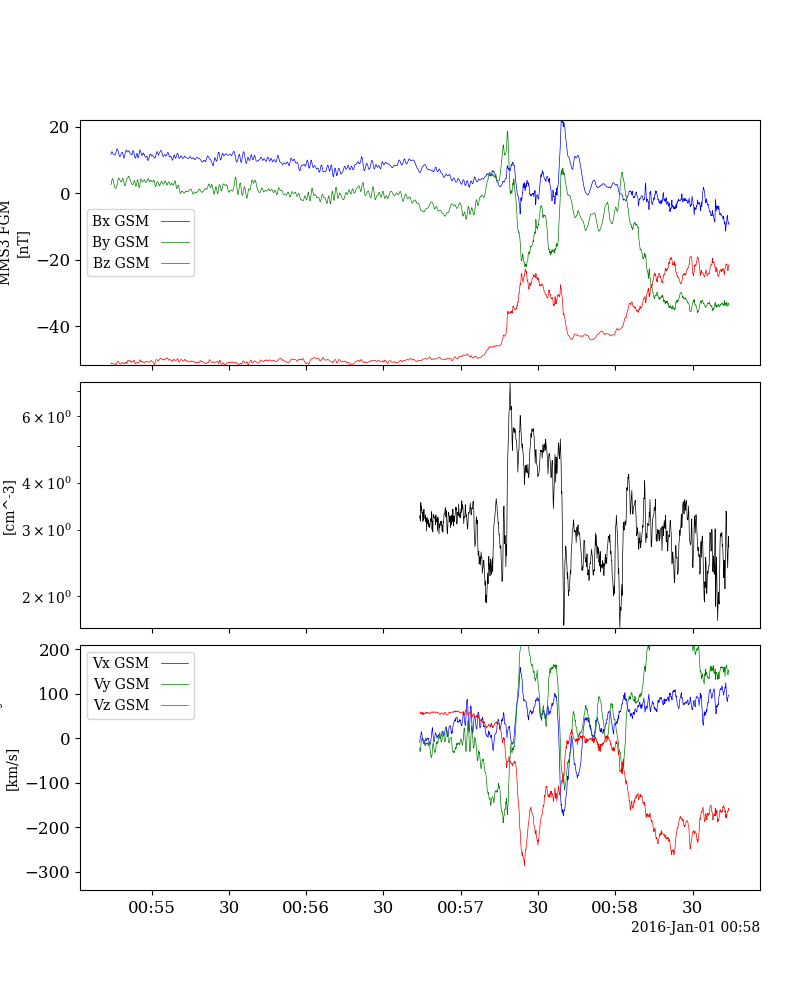 20
0
−20
−40
MMS3 FGM
[nT]
Bx GSM
By GSM
Bz GSM
6 × 10⁰
4 × 10⁰
3 × 10⁰
2 × 10⁰
[cm^-3]
200
100
0
−100
−200
−300
[km/s]
Vx GSM
Vy GSM
Vz GSM
00:55 30 00:56 30 00:57 30 00:58 30
2016-Jan-01 00:58